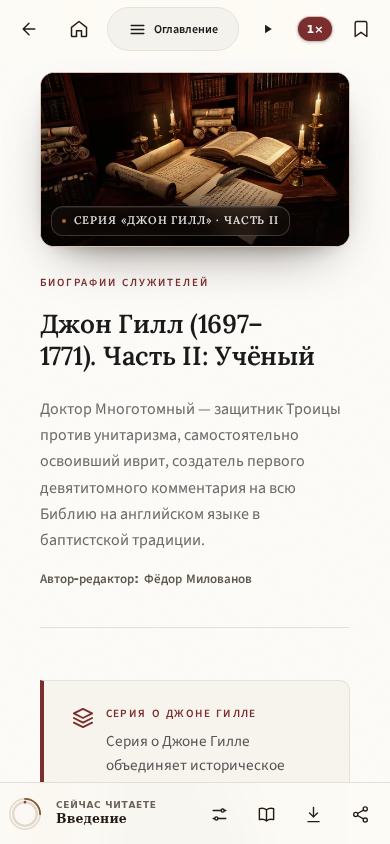 Оглавление
1×
СЕРИЯ «ДЖОН ГИЛЛ» · ЧАСТЬ II
БИОГРАФИИ СЛУЖИТЕЛЕЙ
Джон Гилл (1697–
1771). Часть II: Учёный
Доктор Многотомный — защитник Троицы
против унитаризма, самостоятельно
освоивший иврит, создатель первого
девятитомного комментария на всю
Библию на английском языке в
баптистской традиции.
Автор-редактор: Фёдор Милованов
СЕРИЯ О ДЖОНЕ ГИЛЛЕ
Серия о Джоне Гилле
объединяет историческое
СЕЙЧАС ЧИТАЕТЕ
Введение